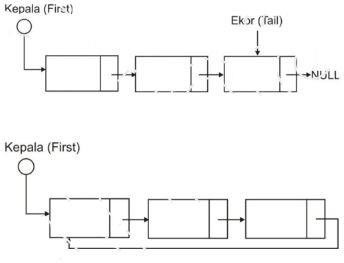 Kepala (First)
Ekor (Tail)
NULL
Kepala (First)